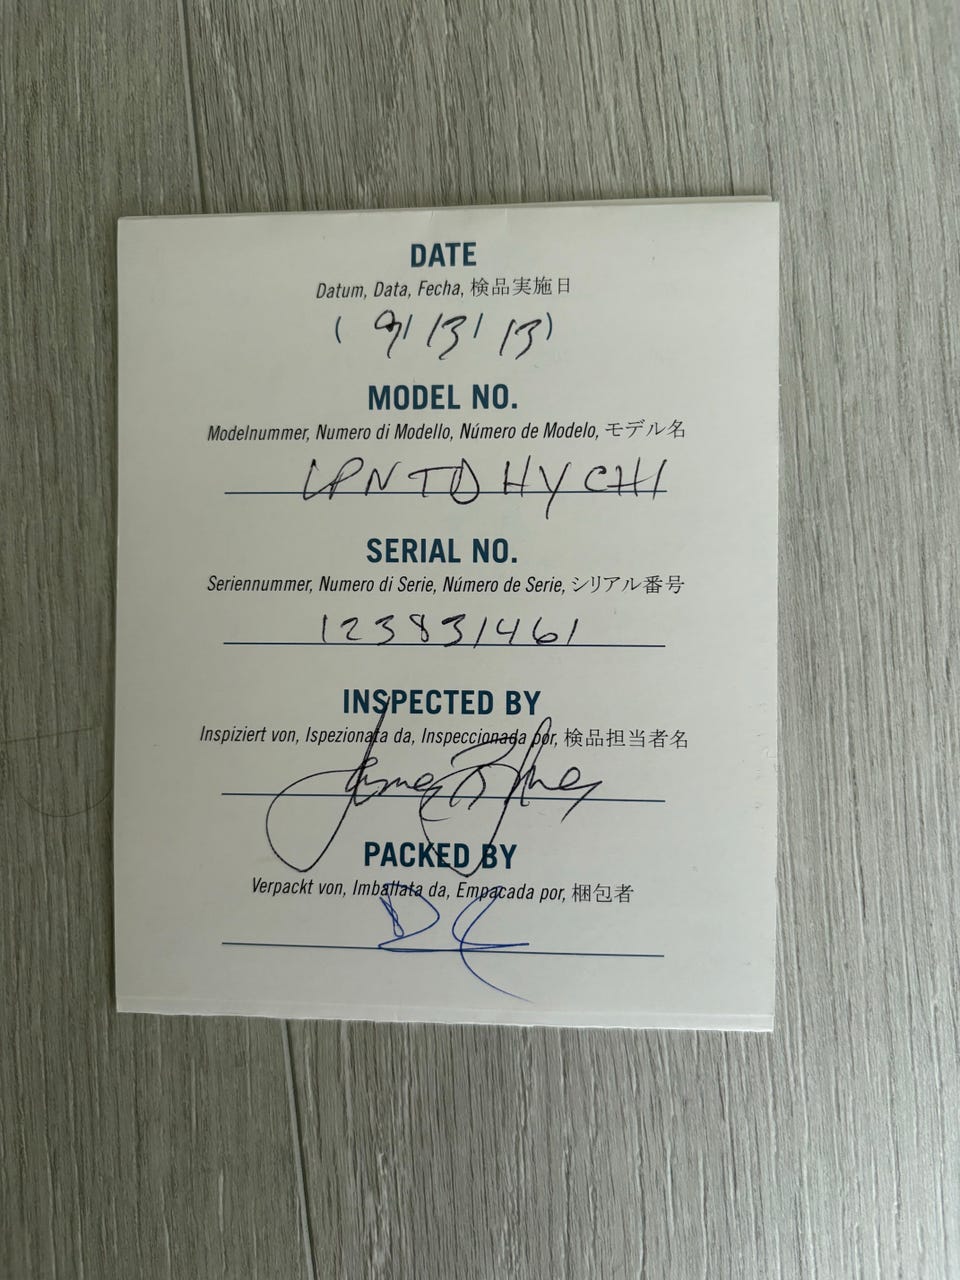 DATE
Datum, Data, Fecha, 検品実施日
( 9/ 13/ 13)
MODEL NO.
Modelnummer, Numero di Modello, Número de Modelo, モデル名
LPNTDHYCH1
SERIAL NO.
Seriennummer, Numero di Serie, Número de Serie, シリアル番号
123831461
INSPECTED BY
Inspiziert von, Ispezionata da, Inspeccionada por, 検品担当者名
PACKED BY
Verpackt von, Imballata da, Empacada por, 梱包者